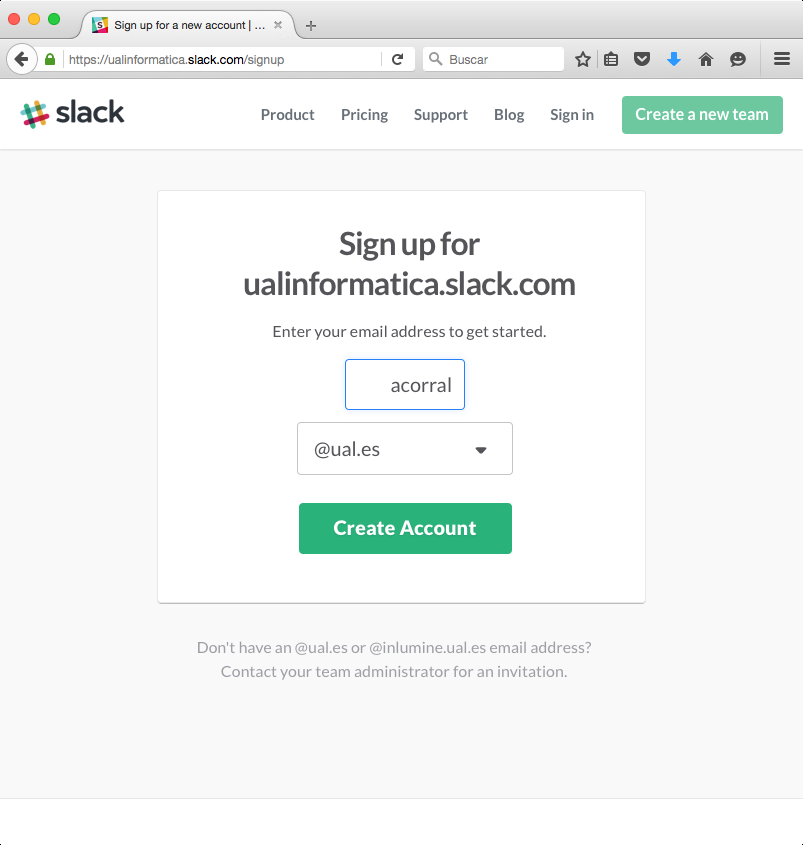 Sign up for a new account | ...
https://ualinformatica.slack.com/signup
Buscar
slack
Product Pricing Support Blog Sign in Create a new team
Sign up for
ualinformatica.slack.com
Enter your email address to get started.
acorral
@ual.es
Create Account
Don't have an @ual.es or @inlumine.ual.es email address?
Contact your team administrator for an invitation.